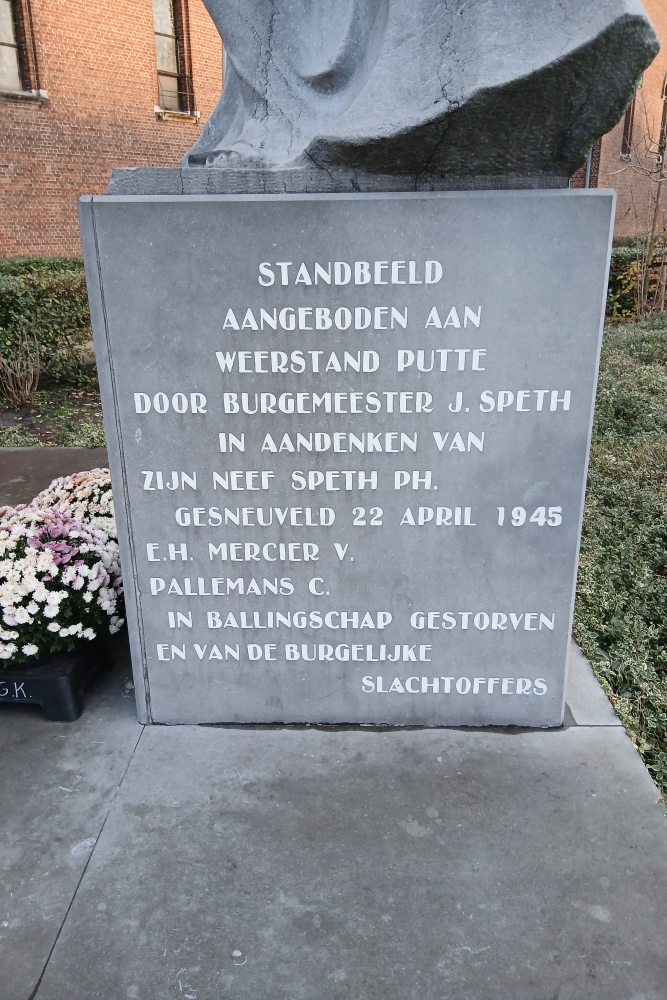 STANDBEELD
AANGEBODEN AAN
WEERSTAND PUTTE
DOOR BURGEMEESTER J. SPETH
IN AANDENKEN VAN
ZIJN NEEF SPETH PH.
GESNEUVELD 22 APRIL 1945
E.H. MERCIER V.
PALLEMANS C.
IN BALLINGSCHAP GESTORVEN
EN VAN DE BURGELIJKE
SLACHTOFFERS
G.K.